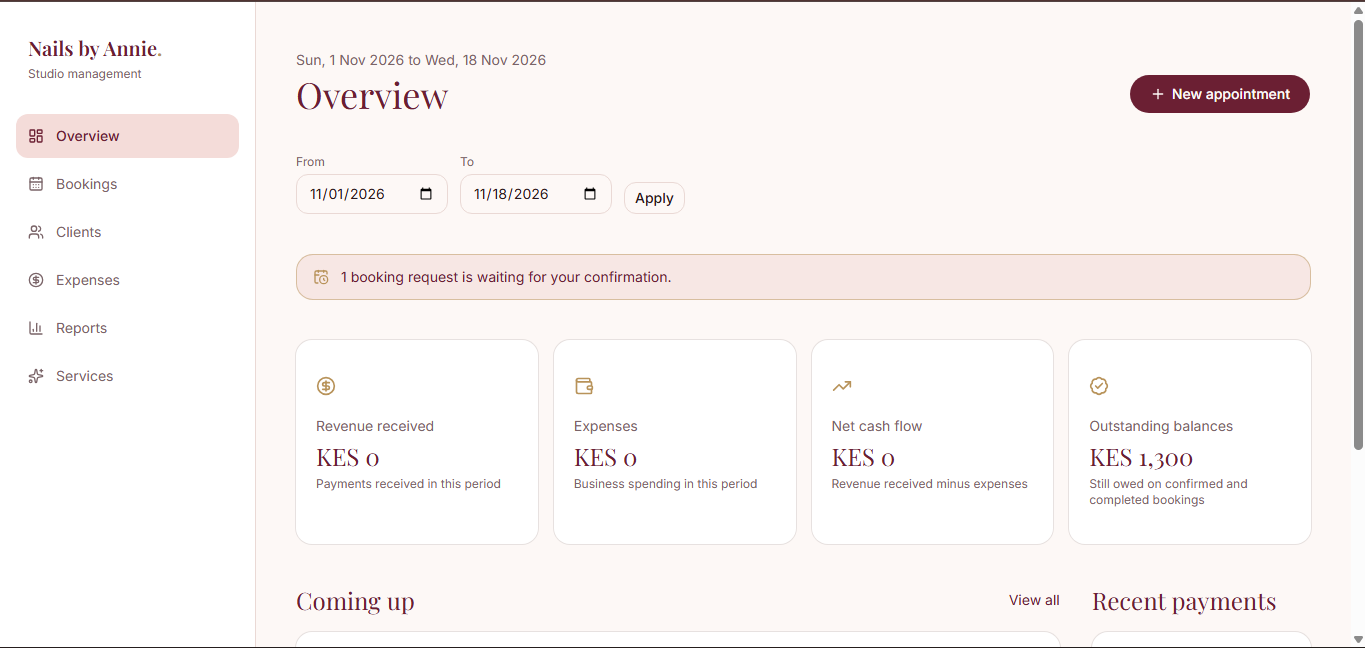 Nails by Annie.
Studio management
Overview
Bookings
Clients
Expenses
Reports
Services
Sun, 1 Nov 2026 to Wed, 18 Nov 2026
Overview
+ New appointment
From
To
11/01/2026
11/18/2026
Apply
1 booking request is waiting for your confirmation.
Revenue received
KES 0
Payments received in this period
Expenses
KES 0
Business spending in this period
Net cash flow
KES 0
Revenue received minus expenses
Outstanding balances
KES 1,300
Still owed on confirmed and
completed bookings
Coming up
View all
Recent payments